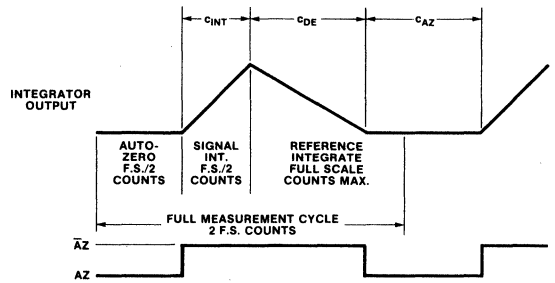 cINT
cDE
cAZ
INTEGRATOR
OUTPUT
AUTO-
ZERO
F.S./2
COUNTS
SIGNAL
INT.
F.S./2
COUNTS
REFERENCE
INTEGRATE
FULL SCALE
COUNTS MAX.
FULL MEASUREMENT CYCLE
2 F.S. COUNTS
A̅Z
AZ